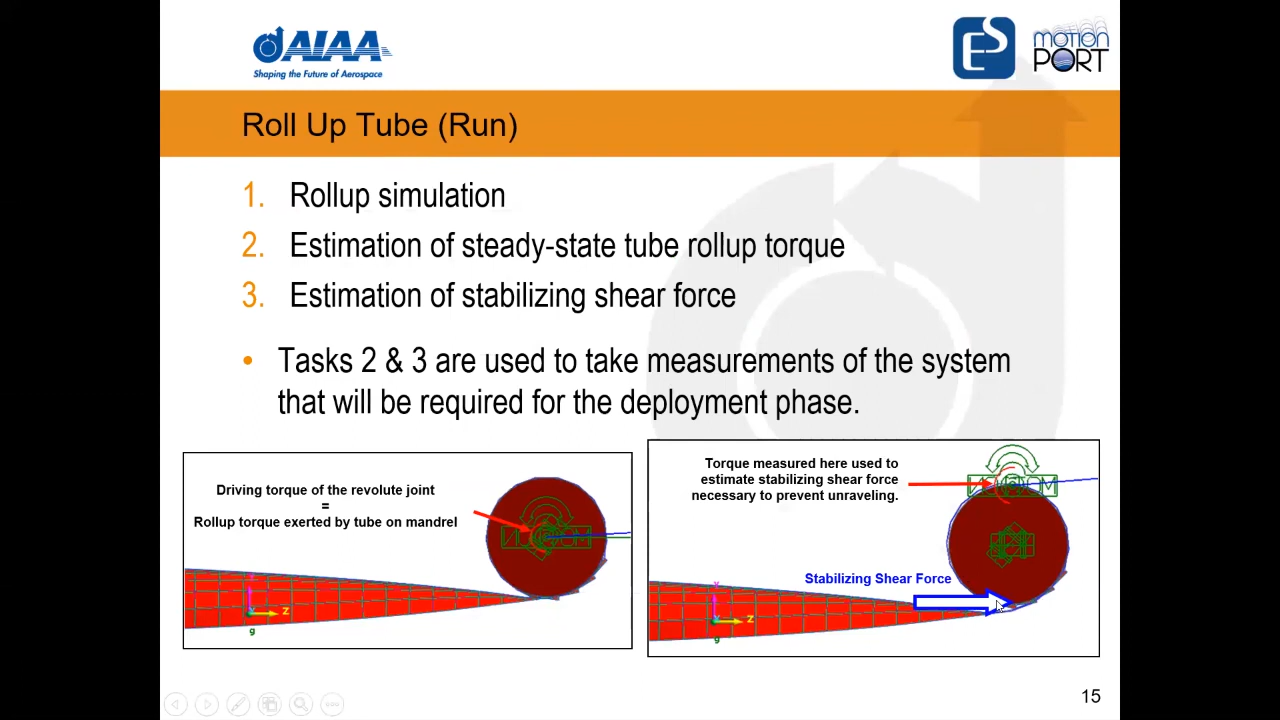 AIAA
Shaping the Future of Aerospace
ES
motion
PORT
Roll Up Tube (Run)
1. Rollup simulation
2. Estimation of steady-state tube rollup torque
3. Estimation of stabilizing shear force
• Tasks 2 & 3 are used to take measurements of the system
that will be required for the deployment phase.
Driving torque of the revolute joint
=
Rollup torque exerted by tube on mandrel
Y
Z
g
Torque measured here used to
estimate stabilizing shear force
necessary to prevent unraveling.
Stabilizing Shear Force
Y
Z
g
15